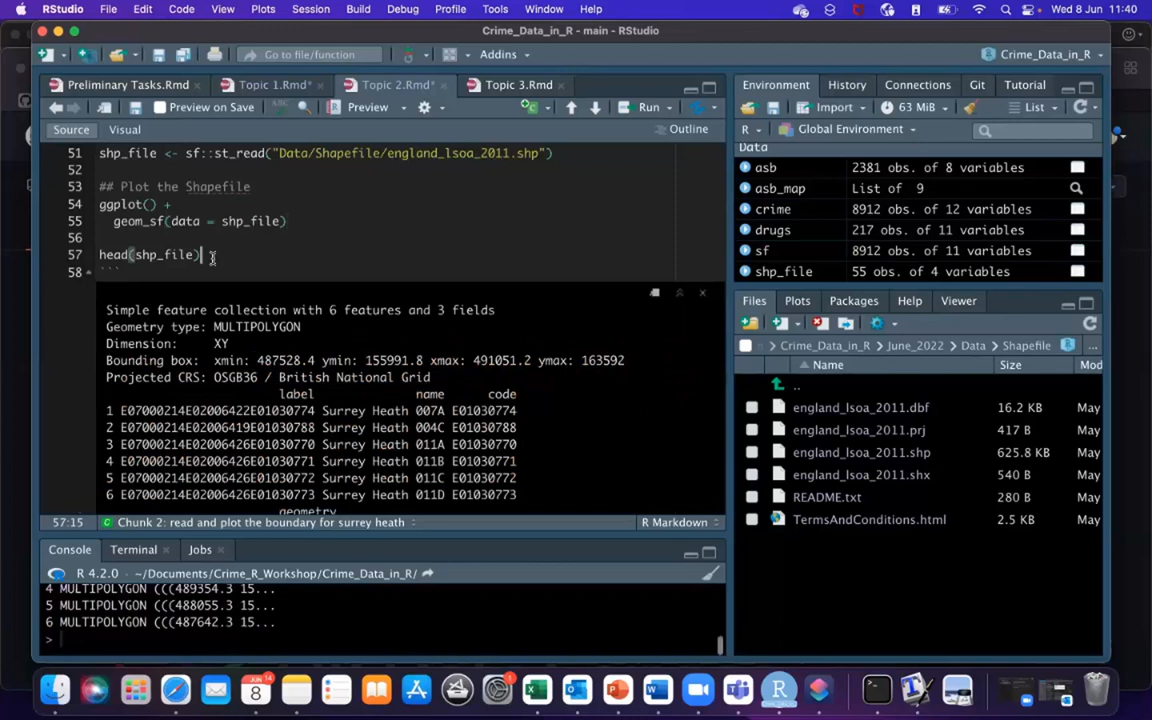 RStudio File Edit Code View Plots Session Build Debug Profile Tools Window Help Wed 8 Jun 11:40
Crime_Data_in_R - main - RStudio
Go to file/function Addins Crime_Data_in_R
Preliminary Tasks.Rmd Topic 1.Rmd* Topic 2.Rmd* Topic 3.Rmd
Preview on Save Preview Run
Source Visual Outline
51 shp_file <- sf::st_read("Data/Shapefile/england_lsoa_2011.shp")
52
53 ## Plot the Shapefile
54 ggplot() +
55 geom_sf(data = shp_file)
56
57 head(shp_file)
58 ```
Simple feature collection with 6 features and 3 fields
Geometry type: MULTIPOLYGON
Dimension: XY
Bounding box: xmin: 487528.4 ymin: 155991.8 xmax: 491051.2 ymax: 163592
Projected CRS: OSGB36 / British National Grid
label name code
1 E07000214E02006422E01030774 Surrey Heath 007A E01030774
2 E07000214E02006419E01030788 Surrey Heath 004C E01030788
3 E07000214E02006426E01030770 Surrey Heath 011A E01030770
4 E07000214E02006426E01030771 Surrey Heath 011B E01030771
5 E07000214E02006426E01030772 Surrey Heath 011C E01030772
6 E07000214E02006426E01030773 Surrey Heath 011D E01030773
geometry
57:15 Chunk 2: read and plot the boundary for surrey heath R Markdown
Console Terminal Jobs
R 4.2.0 · ~/Documents/Crime_R_Workshop/Crime_Data_in_R/
4 MULTIPOLYGON (((489354.3 15...
5 MULTIPOLYGON (((488055.3 15...
6 MULTIPOLYGON (((487642.3 15...
>
Environment History Connections Git Tutorial
Import 63 MiB List
R Global Environment
Data
asb 2381 obs. of 8 variables
asb_map List of 9
crime 8912 obs. of 12 variables
drugs 217 obs. of 11 variables
sf 8912 obs. of 11 variables
shp_file 55 obs. of 4 variables
Files Plots Packages Help Viewer
Crime_Data_in_R June_2022 Data Shapefile ...
Name Size Mod
..
england_lsoa_2011.dbf 16.2 KB May
england_lsoa_2011.prj 417 B May
england_lsoa_2011.shp 625.8 KB May
england_lsoa_2011.shx 540 B May
README.txt 280 B May
TermsAndConditions.html 2.5 KB May